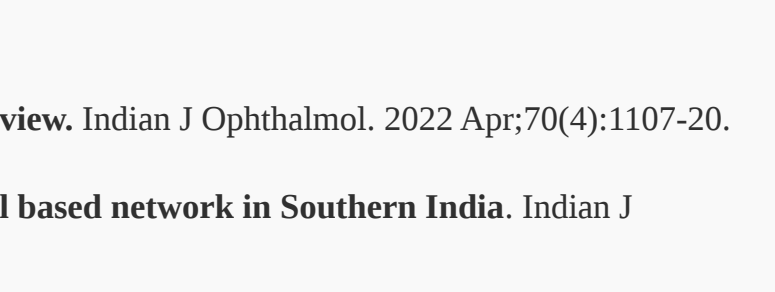 view. Indian J Ophthalmol. 2022 Apr;70(4):1107-20.
l based network in Southern India. Indian J